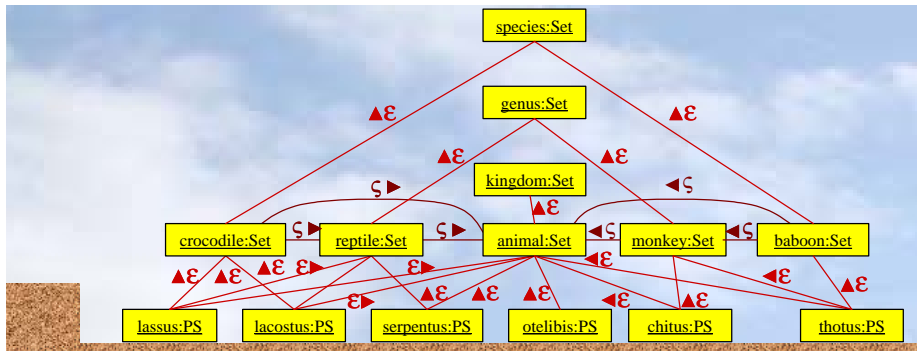 species:Set
genus:Set
▲ε
▲ε
▲ε
▲ε
kingdom:Set
ς ►
◄ ς
▲ε
ς ►
ς ►
◄ς
◄ς
crocodile:Set
reptile:Set
animal:Set
monkey:Set
baboon:Set
▲ε
▲ε
▲ε
ε►
ε►
◄ε
◄ε
ε►
▲ε
▲ε
▲ε
◄ε
▲ε
▲ε
lassus:PS
lacostus:PS
serpentus:PS
otelibis:PS
chitus:PS
thotus:PS